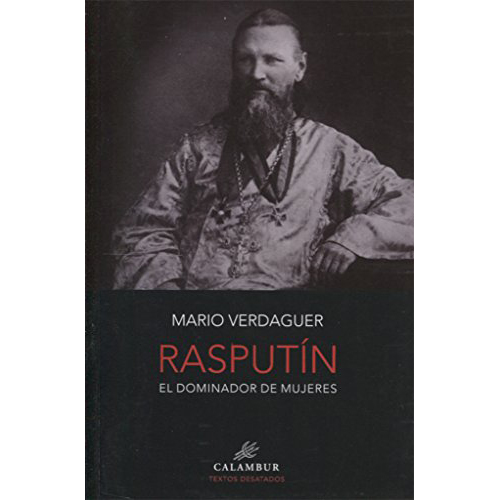 MARIO VERDAGUER
RASPUTÍN
EL DOMINADOR DE MUJERES
CALAMBUR
TEXTOS DESATADOS